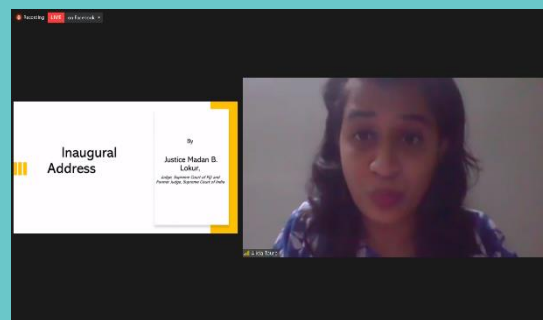 Recording LIVE on Facebook
Inaugural
Address
By
Justice Madan B.
Lokur,
Judge, Supreme Court of Fiji and
Former Judge, Supreme Court of India